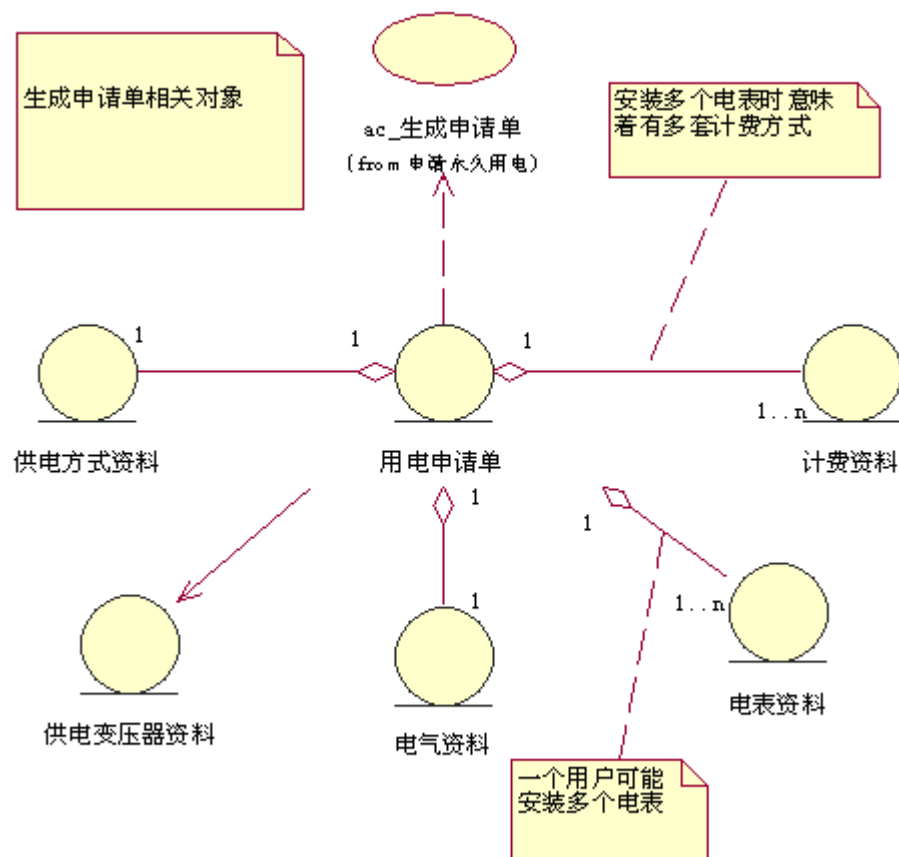 生成申请单相关对象
ac_生成申请单
(from 申请永久用电)
安装多个电表时意味
着有多套计费方式
1
1
1
1..n
供电方式资料
用电申请单
计费资料
1
1
1
1..n
供电变压器资料
电气资料
电表资料
一个用户可能
安装多个电表